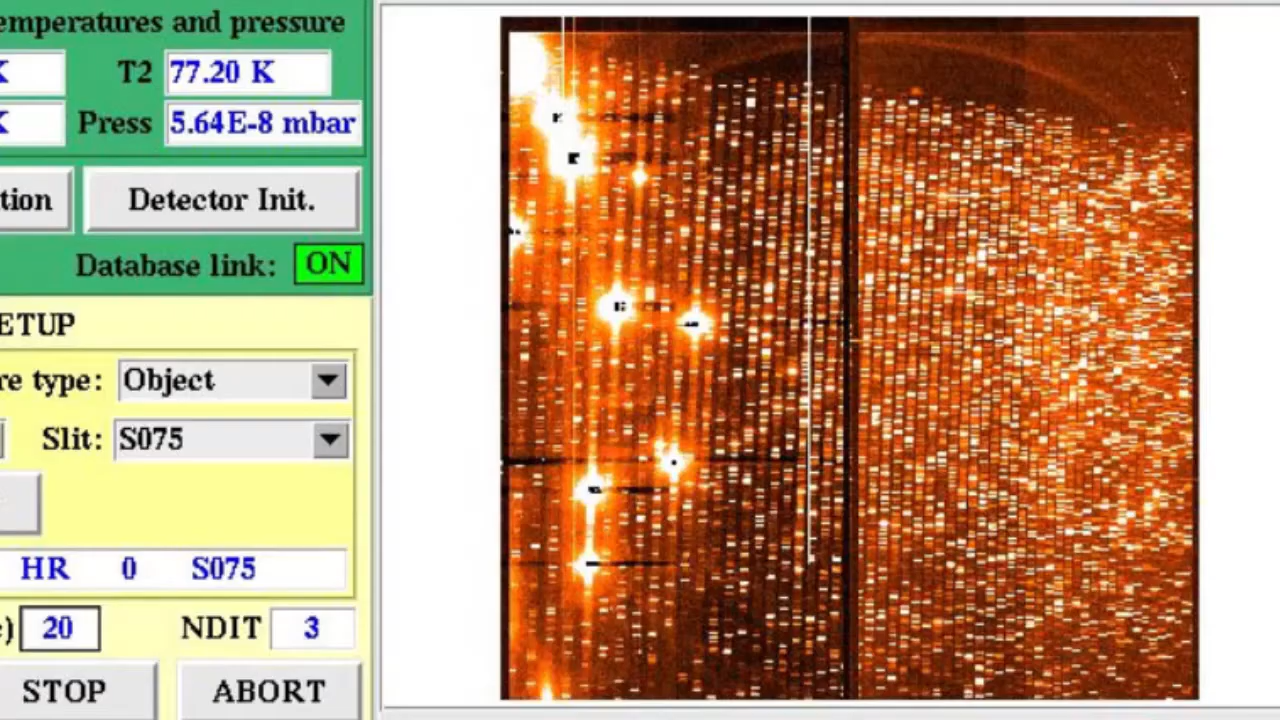 emperatures and pressure
K T2 77.20 K
K Press 5.64E-8 mbar
tion Detector Init.
Database link: ON
ETUP
re type: Object
Slit: S075
HR 0 S075
) 20 NDIT 3
STOP ABORT